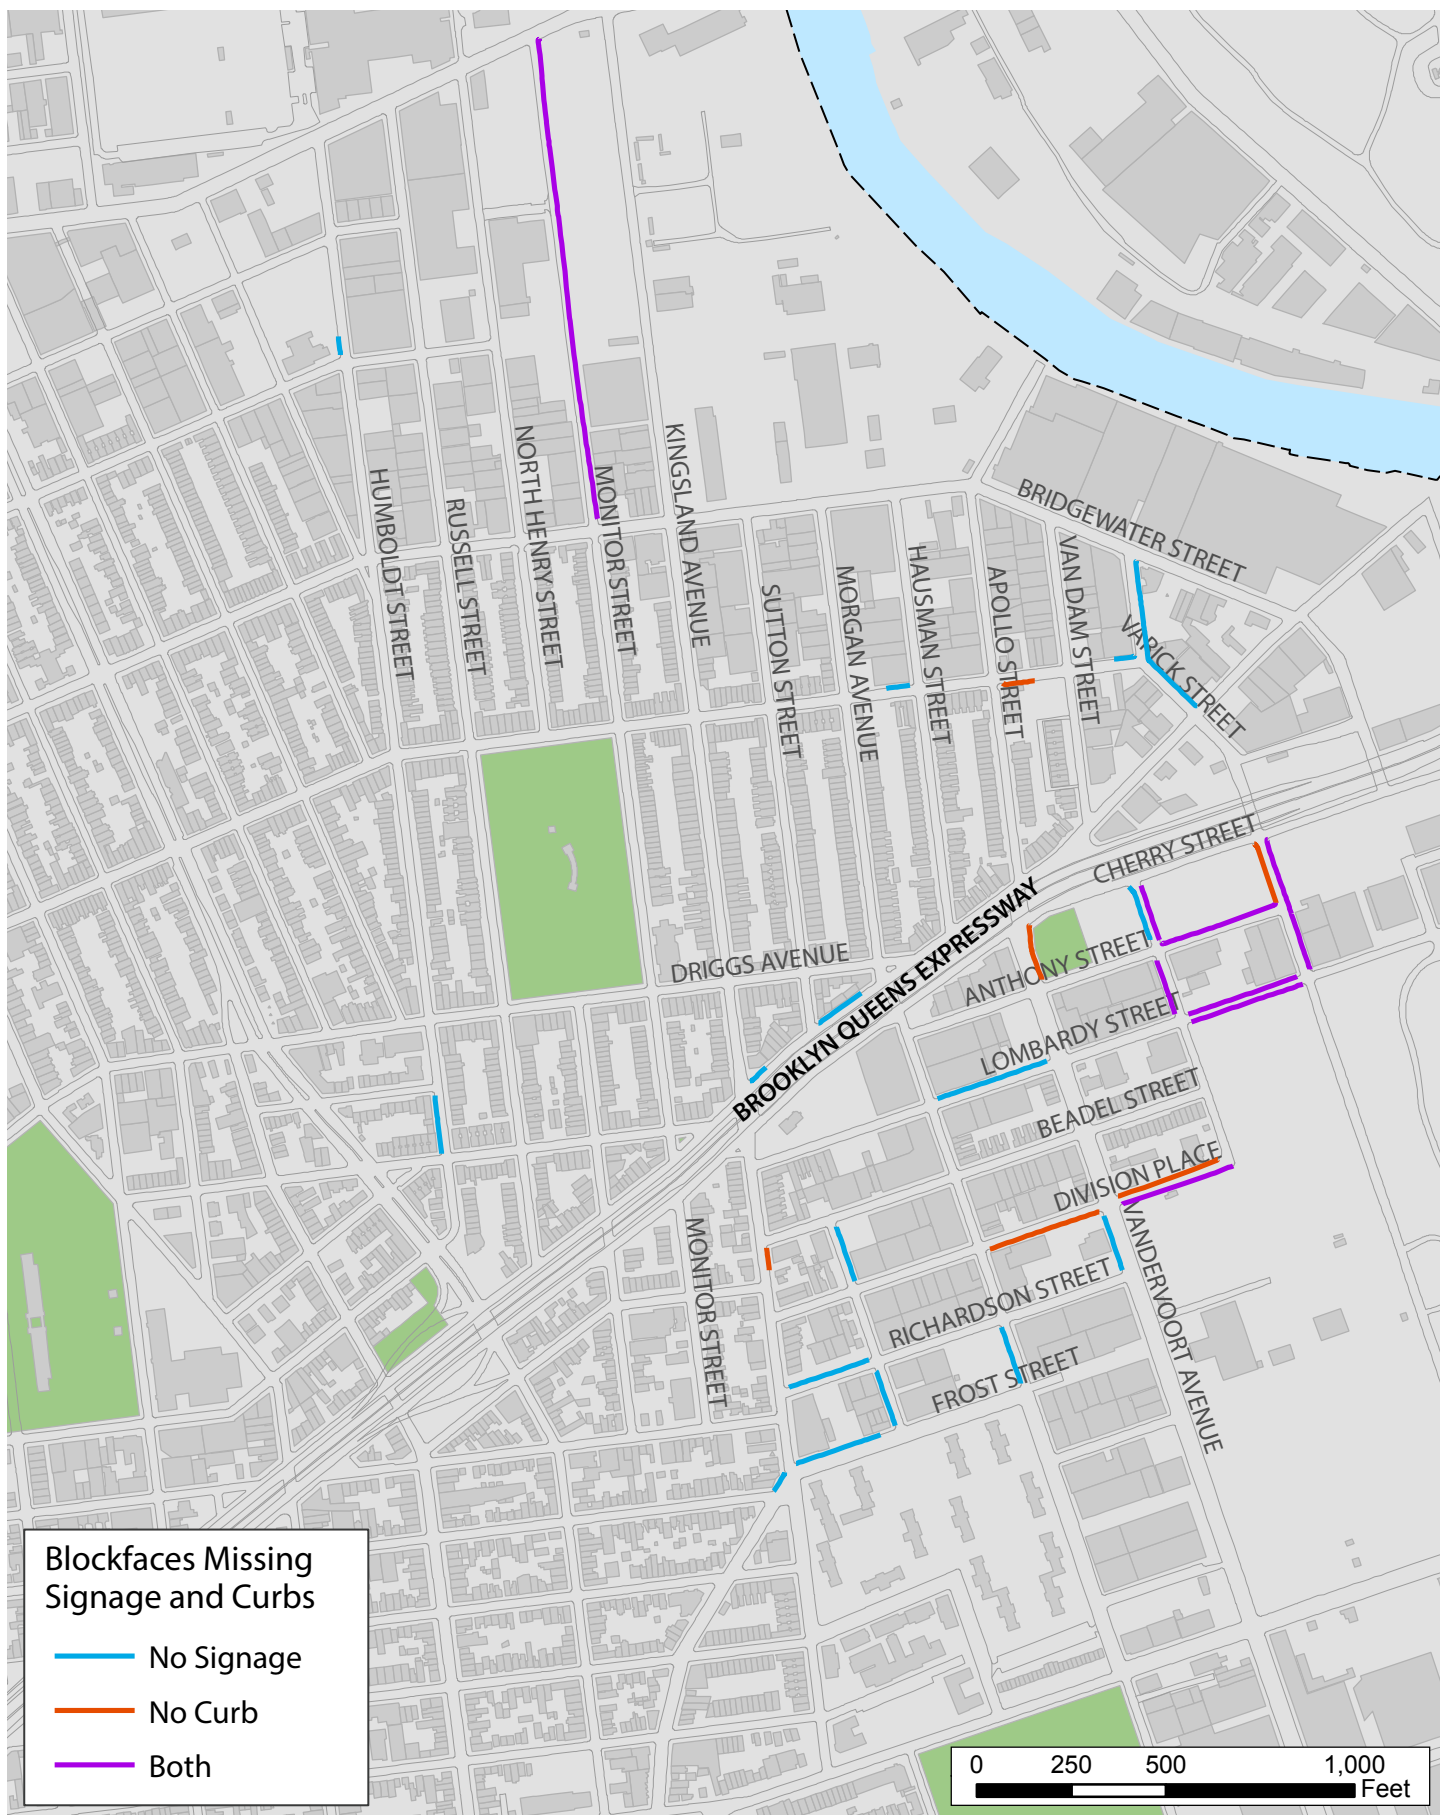 HUMBOLDT STREET
RUSSELL STREET
NORTH HENRY STREET
MONITOR STREET
KINGSLAND AVENUE
SUTTON STREET
MORGAN AVENUE
HAUSMAN STREET
APOLLO STREET
VAN DAM STREET
BRIDGEWATER STREET
VARICK STREET
CHERRY STREET
BROOKLYN QUEENS EXPRESSWAY
DRIGGS AVENUE
ANTHONY STREET
LOMBARDY STREET
BEADEL STREET
DIVISION PLACE
VANDERVOORT AVENUE
MONITOR STREET
RICHARDSON STREET
FROST STREET
Blockfaces Missing
Signage and Curbs
No Signage
No Curb
Both
0 250 500 1,000
Feet